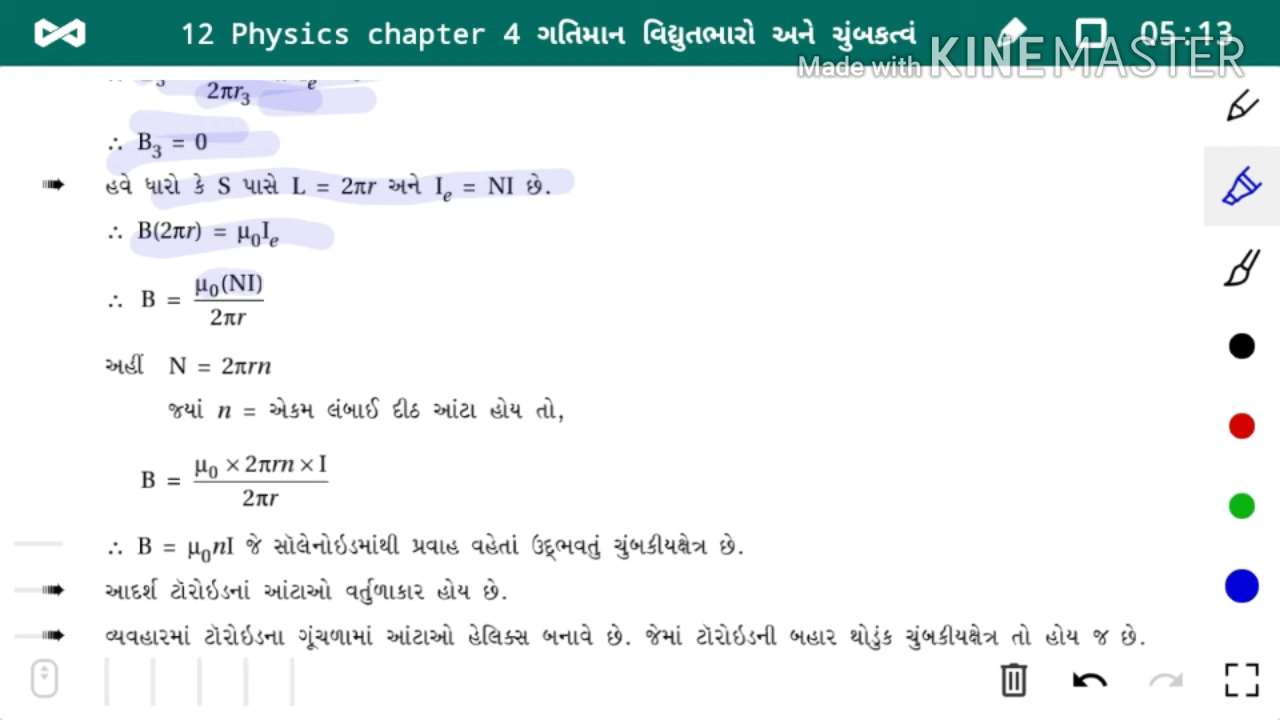 12 Physics chapter 4 ગતિમાન વિદ્યુતભારો અને ચુંબકત્વ
05:13
Made with KINEMASTER
2πr₃
∴ B₃ = 0
હવે ધારો કે S પાસે L = 2πr અને Iₑ = NI છે.
∴ B(2πr) = μ₀Iₑ
∴ B = μ₀(NI) / 2πr
અહીં N = 2πrn
જ્યાં n = એકમ લંબાઈ દીઠ આંટા હોય તો,
B = μ₀ × 2πrn × I / 2πr
∴ B = μ₀nI જે સૉલેનોઇડમાંથી પ્રવાહ વહેતાં ઉદ્ભવતું ચુંબકીયક્ષેત્ર છે.
આદર્શ ટૉરોઇડનાં આંટાઓ વર્તુળાકાર હોય છે.
વ્યવહારમાં ટૉરોઇડના ગૂંચળામાં આંટાઓ હેલિક્સ બનાવે છે. જેમાં ટૉરોઇડની બહાર થોડુંક ચુંબકીયક્ષેત્ર તો હોય જ છે.